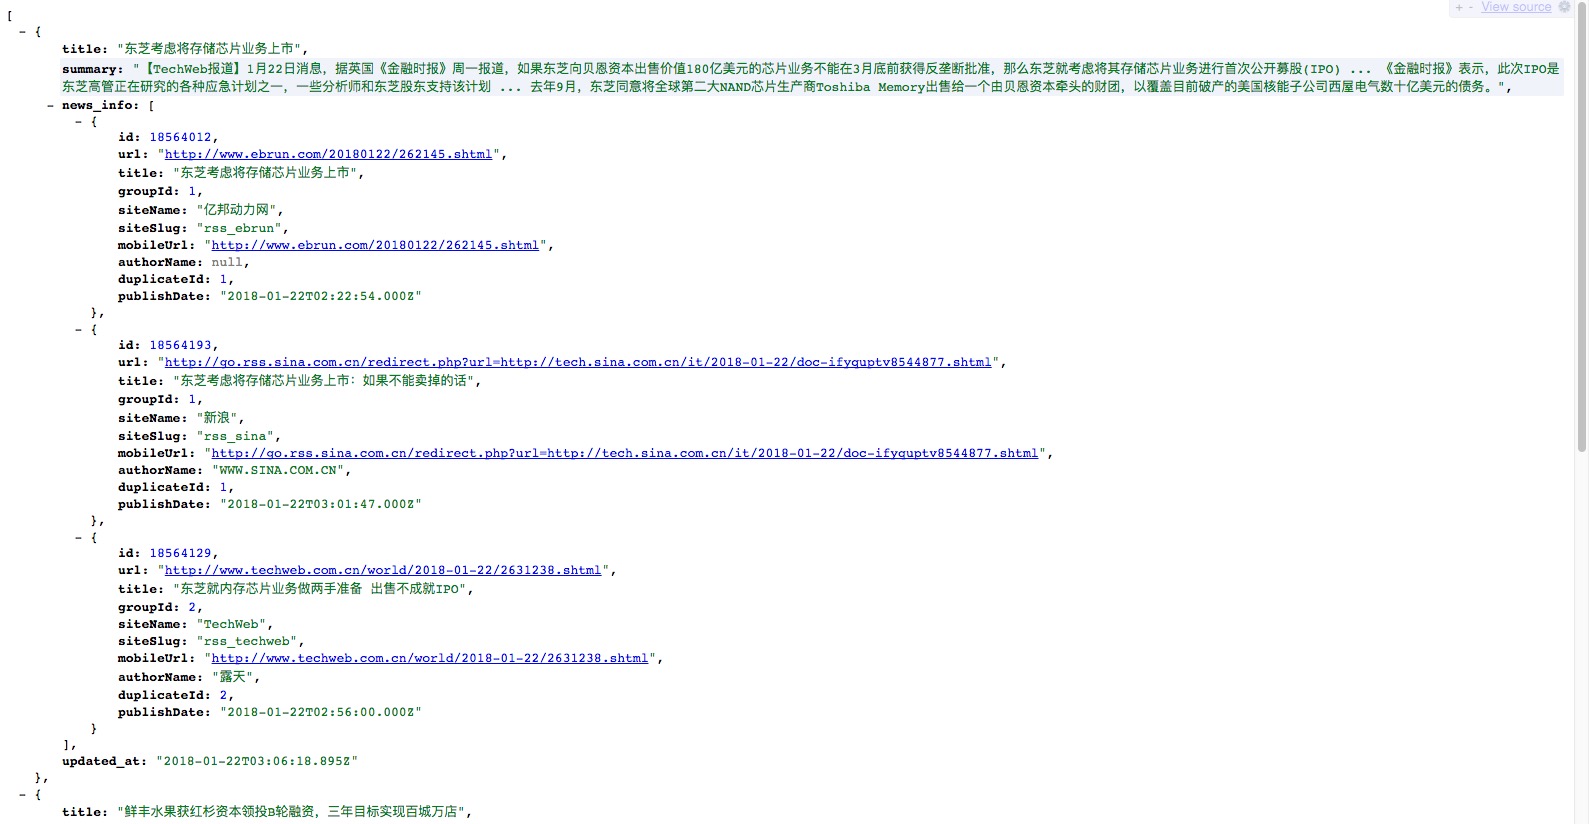 + - View source
[
- {
title: "东芝考虑将存储芯片业务上市",
summary: "【TechWeb报道】1月22日消息，据英国《金融时报》周一报道，如果东芝向贝恩资本出售价值180亿美元的芯片业务不能在3月底前获得反垄断批准，那么东芝就考虑将其存储芯片业务进行首次公开募股(IPO) ... 《金融时报》表示，此次IPO是
东芝高管正在研究的各种应急计划之一，一些分析师和东芝股东支持该计划 ... 去年9月，东芝同意将全球第二大NAND芯片生产商Toshiba Memory出售给一个由贝恩资本牵头的财团，以覆盖目前破产的美国核能子公司西屋电气数十亿美元的债务。",
- news_info: [
- {
id: 18564012,
url: "http://www.ebrun.com/20180122/262145.shtml",
title: "东芝考虑将存储芯片业务上市",
groupId: 1,
siteName: "亿邦动力网",
siteSlug: "rss_ebrun",
mobileUrl: "http://www.ebrun.com/20180122/262145.shtml",
authorName: null,
duplicateId: 1,
publishDate: "2018-01-22T02:22:54.000Z"
},
- {
id: 18564193,
url: "http://go.rss.sina.com.cn/redirect.php?url=http://tech.sina.com.cn/it/2018-01-22/doc-ifyquptv8544877.shtml",
title: "东芝考虑将存储芯片业务上市：如果不能卖掉的话",
groupId: 1,
siteName: "新浪",
siteSlug: "rss_sina",
mobileUrl: "http://go.rss.sina.com.cn/redirect.php?url=http://tech.sina.com.cn/it/2018-01-22/doc-ifyquptv8544877.shtml",
authorName: "WWW.SINA.COM.CN",
duplicateId: 1,
publishDate: "2018-01-22T03:01:47.000Z"
},
- {
id: 18564129,
url: "http://www.techweb.com.cn/world/2018-01-22/2631238.shtml",
title: "东芝就内存芯片业务做两手准备 出售不成就IPO",
groupId: 2,
siteName: "TechWeb",
siteSlug: "rss_techweb",
mobileUrl: "http://www.techweb.com.cn/world/2018-01-22/2631238.shtml",
authorName: "露天",
duplicateId: 2,
publishDate: "2018-01-22T02:56:00.000Z"
}
],
updated_at: "2018-01-22T03:06:18.895Z"
},
- {
title: "鲜丰水果获红杉资本领投B轮融资，三年目标实现百城万店",